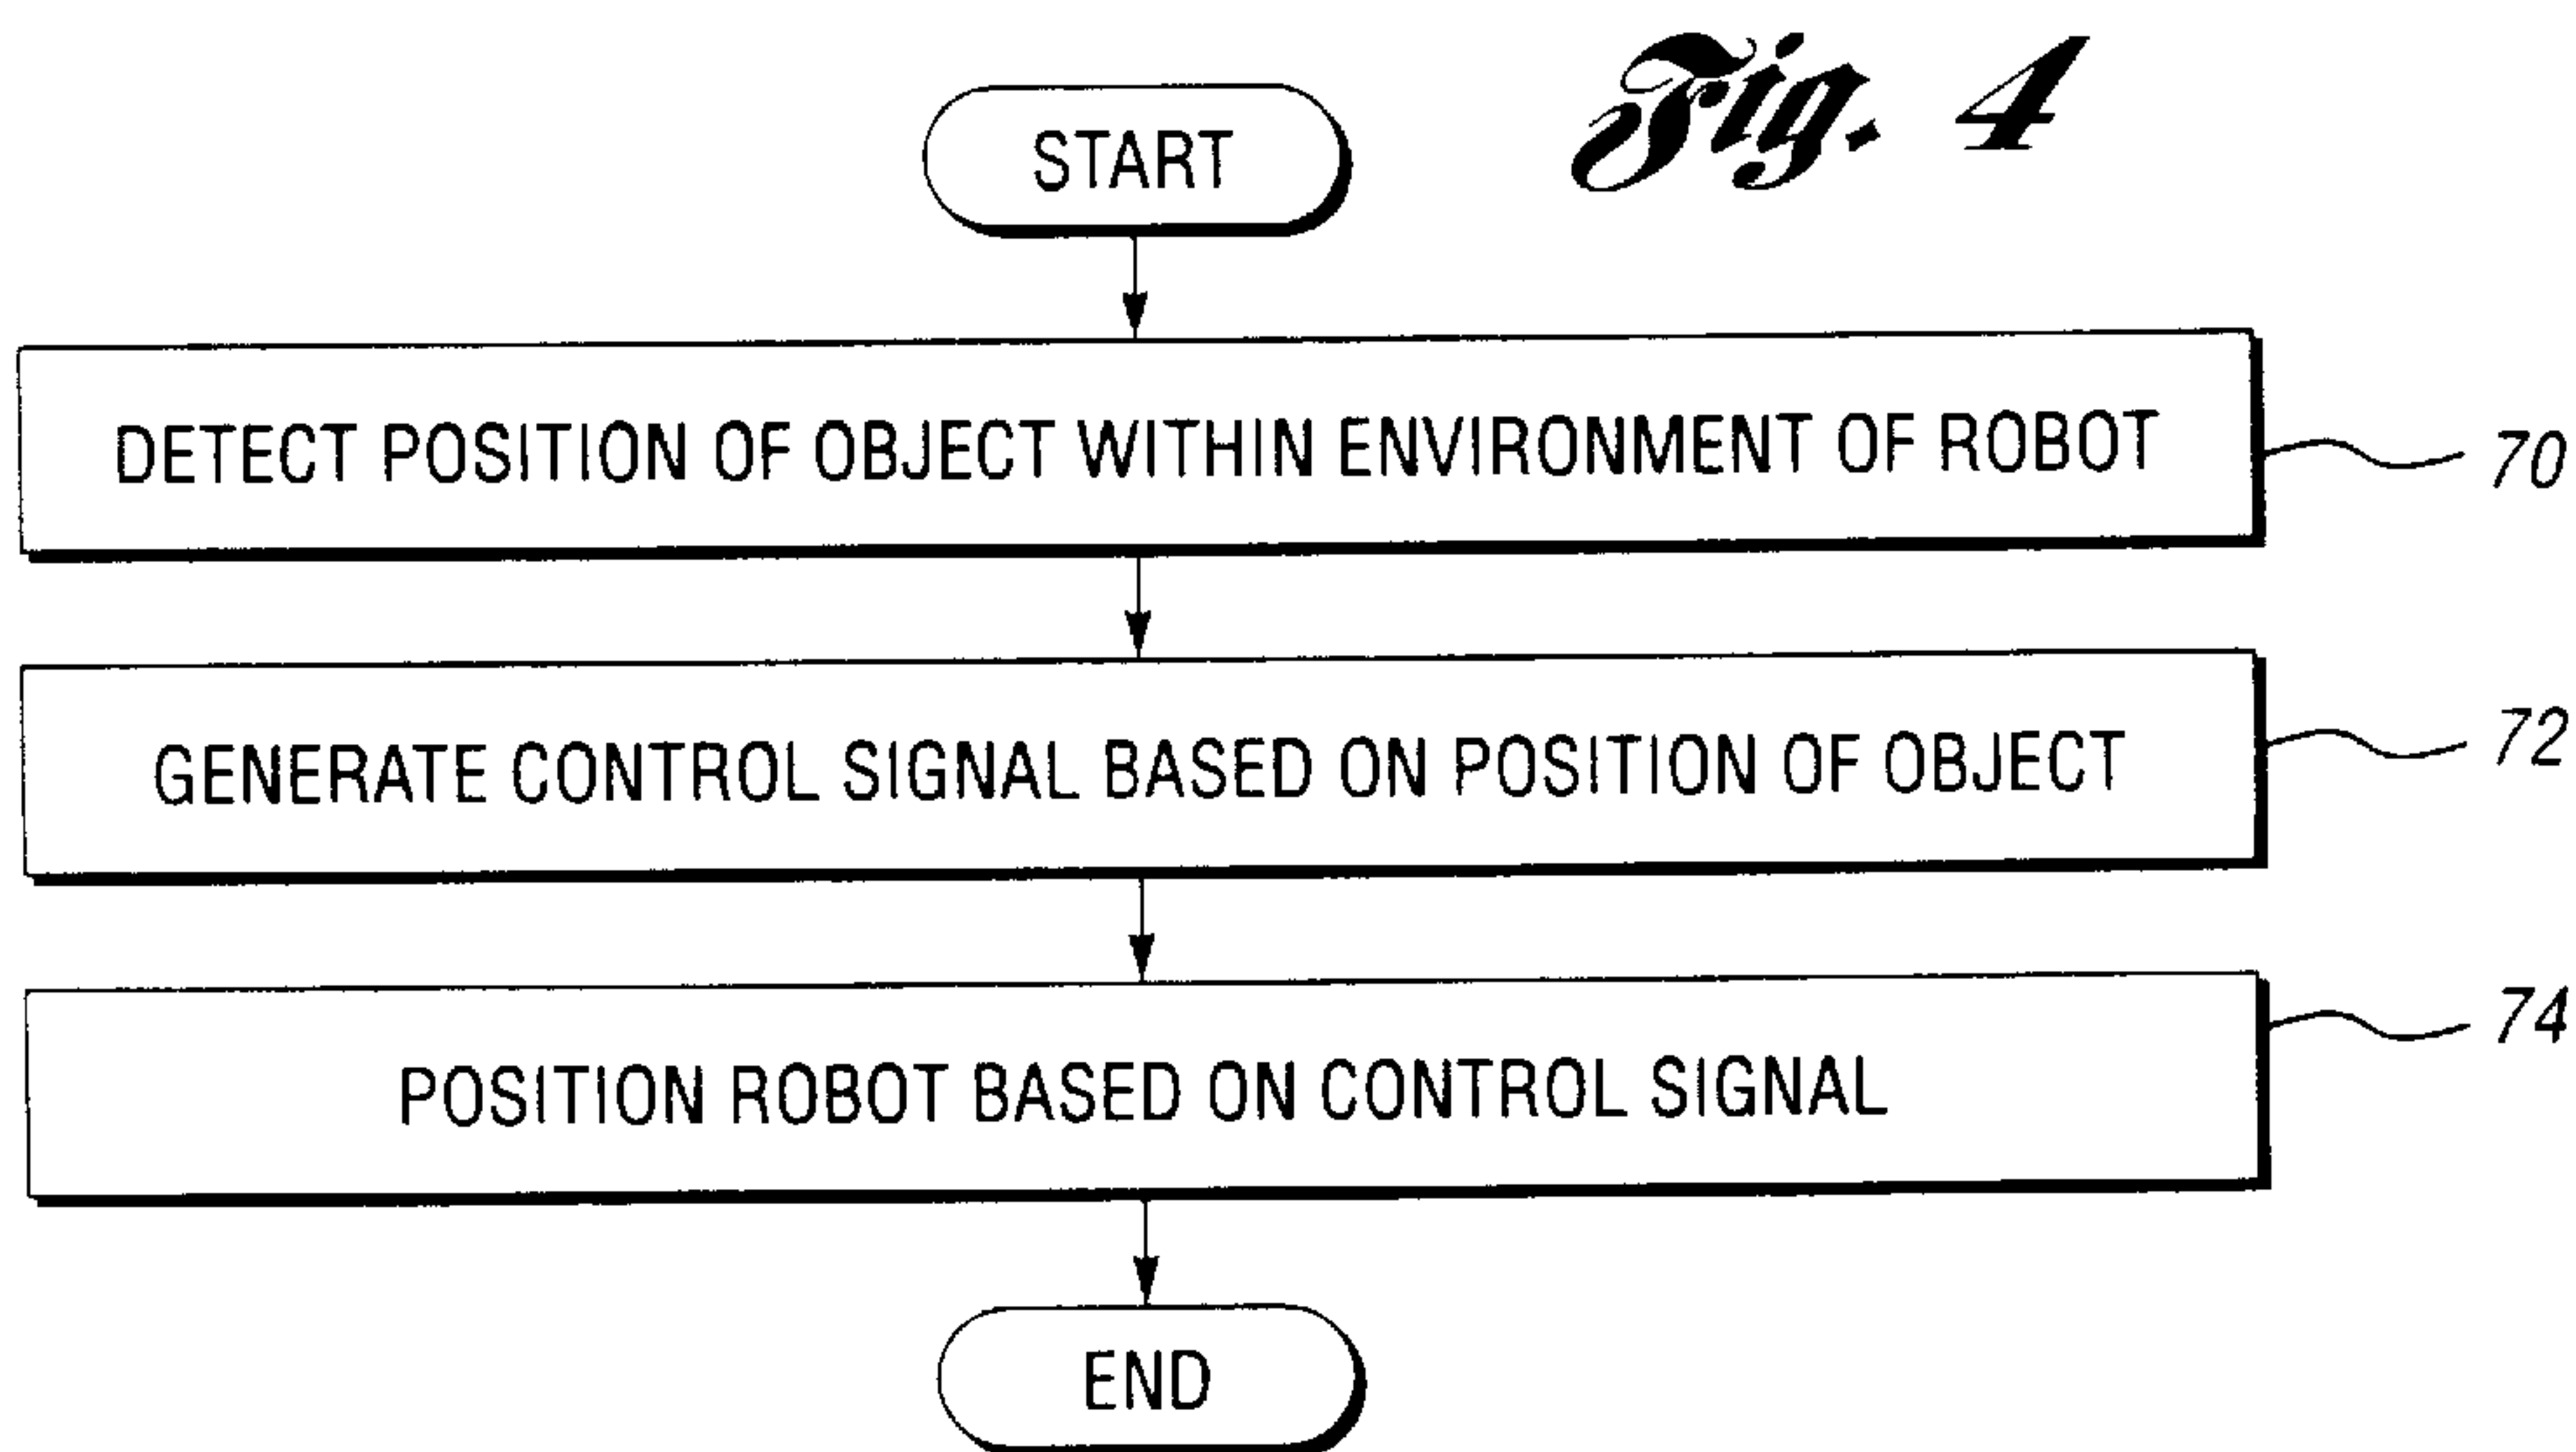 Fig. 4
START
DETECT POSITION OF OBJECT WITHIN ENVIRONMENT OF ROBOT
70
GENERATE CONTROL SIGNAL BASED ON POSITION OF OBJECT
72
POSITION ROBOT BASED ON CONTROL SIGNAL
74
END